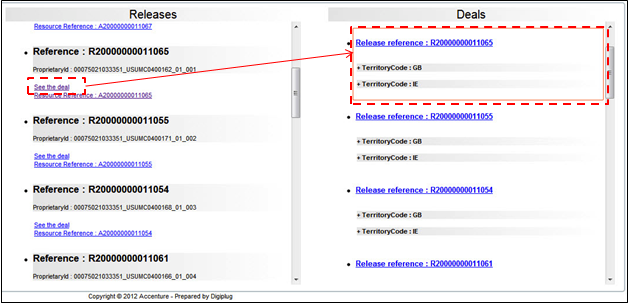 Releases
Resource Reference : A20000000011067
Reference : R20000000011065
ProprietaryId : 00075021033351_USUMC0400162_01_001
See the deal
Resource Reference : A20000000011065
Reference : R20000000011055
ProprietaryId : 00075021033351_USUMC0400171_01_002
See the deal
Resource Reference : A20000000011055
Reference : R20000000011054
ProprietaryId : 00075021033351_USUMC0400168_01_003
See the deal
Resource Reference : A20000000011054
Reference : R20000000011061
ProprietaryId : 00075021033351_USUMC0400166_01_004
Deals
Release reference : R20000000011065
+ TerritoryCode : GB
+ TerritoryCode : IE
Release reference : R20000000011055
+ TerritoryCode : GB
+ TerritoryCode : IE
Release reference : R20000000011054
+ TerritoryCode : GB
+ TerritoryCode : IE
Release reference : R20000000011061
Copyright © 2012 Accenture - Prepared by Digiplug